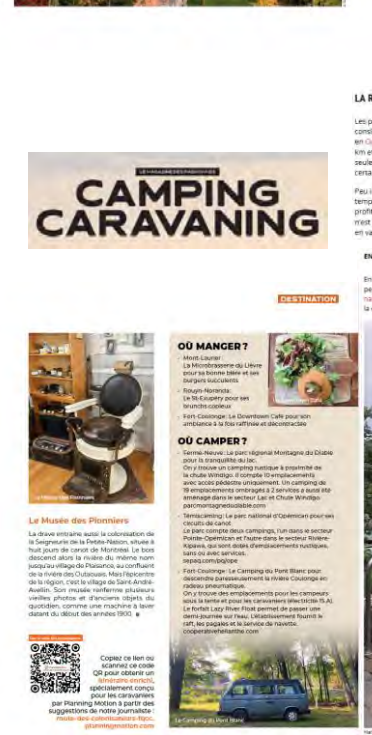 LE MAGAZINE DES PASSIONNÉS
CAMPING
CARAVANING
DESTINATION
Le Musée des Pionniers
Le Musée des Pionniers
La drave entraîne aussi la colonisation de
la Seigneurie de la Petite-Nation, située à
huit jours de canot de Montréal. Le bois
descend alors la rivière du même nom
jusqu'au village de Plaisance, au confluent
de la rivière des Outaouais. Mais l'épicentre
de la région, c'est le village de Saint-André-
Avellin. Son musée renferme plusieurs
vieilles photos et d'anciens objets du
quotidien, comme une machine à laver
datant du début des années 1900.
Copiez ce lien ou
scannez ce code
QR pour obtenir un
itinéraire enrichi,
spécialement conçu
pour les caravaniers
par Planning Motion à partir des
suggestions de notre journaliste :
planningmotion.com
OÙ MANGER ?
- Mont-Laurier :
La Microbrasserie du Lièvre
pour sa bonne bière et ses
burgers succulents
- Rouyn-Noranda :
Le St-Exupéry pour ses
brunchs copieux
- Fort-Coulonge : Le Downtown Café pour son
ambiance à la fois raffinée et décontractée
OÙ CAMPER ?
- Ferme-Neuve : Le parc régional Montagne du Diable
pour la tranquillité du lac.
On y trouve un camping rustique à proximité de
la chute Windigo. Il compte 10 emplacements
avec accès pédestre uniquement. Un camping de
19 emplacements ombragés à 2 services a aussi été
aménagé dans le secteur Lac et Chute Windigo.
parcmontagnedudiable.com
- Témiscaming : Le parc national d'Opémican pour ses
circuits de canot.
Le parc compte deux campings, l'un dans le secteur
Pointe-Opémican et l'autre dans le secteur Rivière-
Kipawa, qui sont dotés d'emplacements rustiques,
sans ou avec services.
sepaq.com/pq/ope
- Fort-Coulonge : Le Camping du Pont Blanc pour
descendre paresseusement la rivière Coulonge en
radeau pneumatique.
On y trouve des emplacements pour les campeurs
sous la tente et pour les caravaniers (électricité 15 A).
Le forfait Lazy River Float permet de passer une
demi-journée sur l'eau. L'établissement fournit le
raft, les pagaies et le service de navette.
cooperativehelianthe.com
Le Camping du Pont Blanc
LA R
Les p
cons
en
km e
seule
certa
Peu
temp
profi
n'est
en va
EN
En
pe
na
la